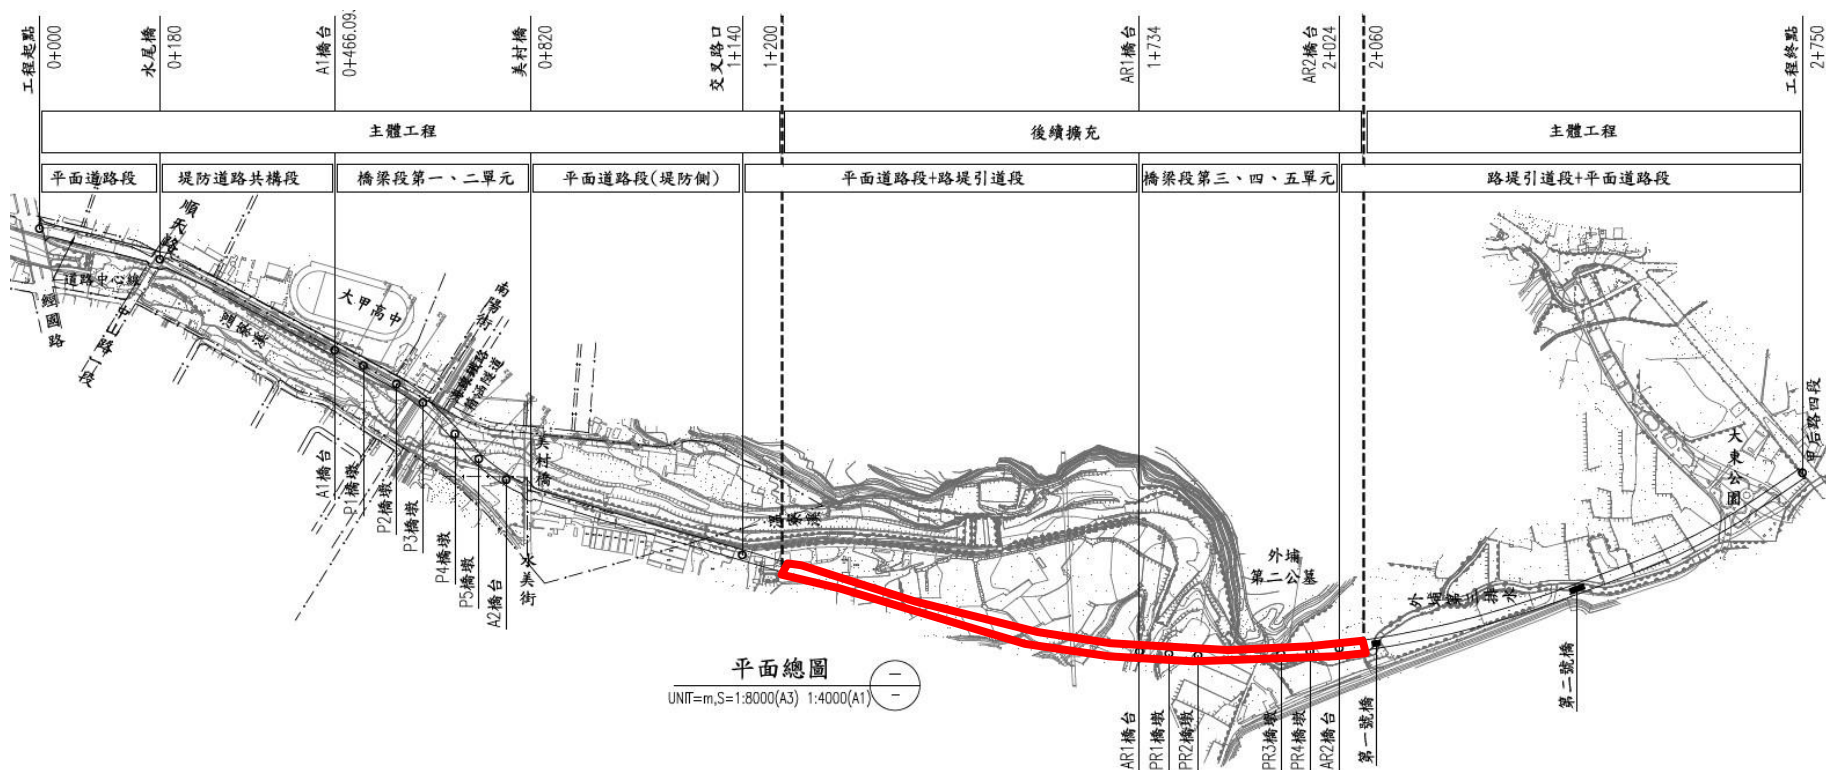 工程起點
0+000
水尾橋
0+180
A1橋台
0+466.09
美村橋
0+820
交叉路口
1+140
1+200
AR1橋台
1+734
AR2橋台
2+024
2+060
工程終點
2+750
主體工程
後續擴充
主體工程
平面道路段
堤防道路共構段
橋梁段第一、二單元
平面道路段(堤防側)
平面道路段+路堤引道段
橋梁段第三、四、五單元
路堤引道段+平面道路段
順天路
道路中心線
經國路
中山路一段
大甲高中
南陽街
箱涵隧道
美村橋
水美街
A1橋台
P1橋墩
P2橋墩
P3橋墩
P4橋墩
P5橋墩
A2橋台
外埔
第二公墓
大東公園
甲后路四段
AR1橋台
PR1橋墩
PR2橋墩
PR3橋墩
PR4橋墩
AR2橋台
第一號橋
第二號橋
平面總圖
UNIT=m,S=1:8000(A3) 1:4000(A1)